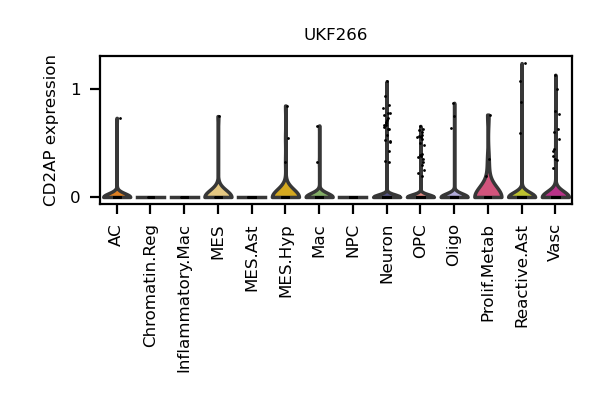 UKF266
CD2AP expression
1
0
AC
Chromatin.Reg
Inflammatory.Mac
MES
MES.Ast
MES.Hyp
Mac
NPC
Neuron
OPC
Oligo
Prolif.Metab
Reactive.Ast
Vasc